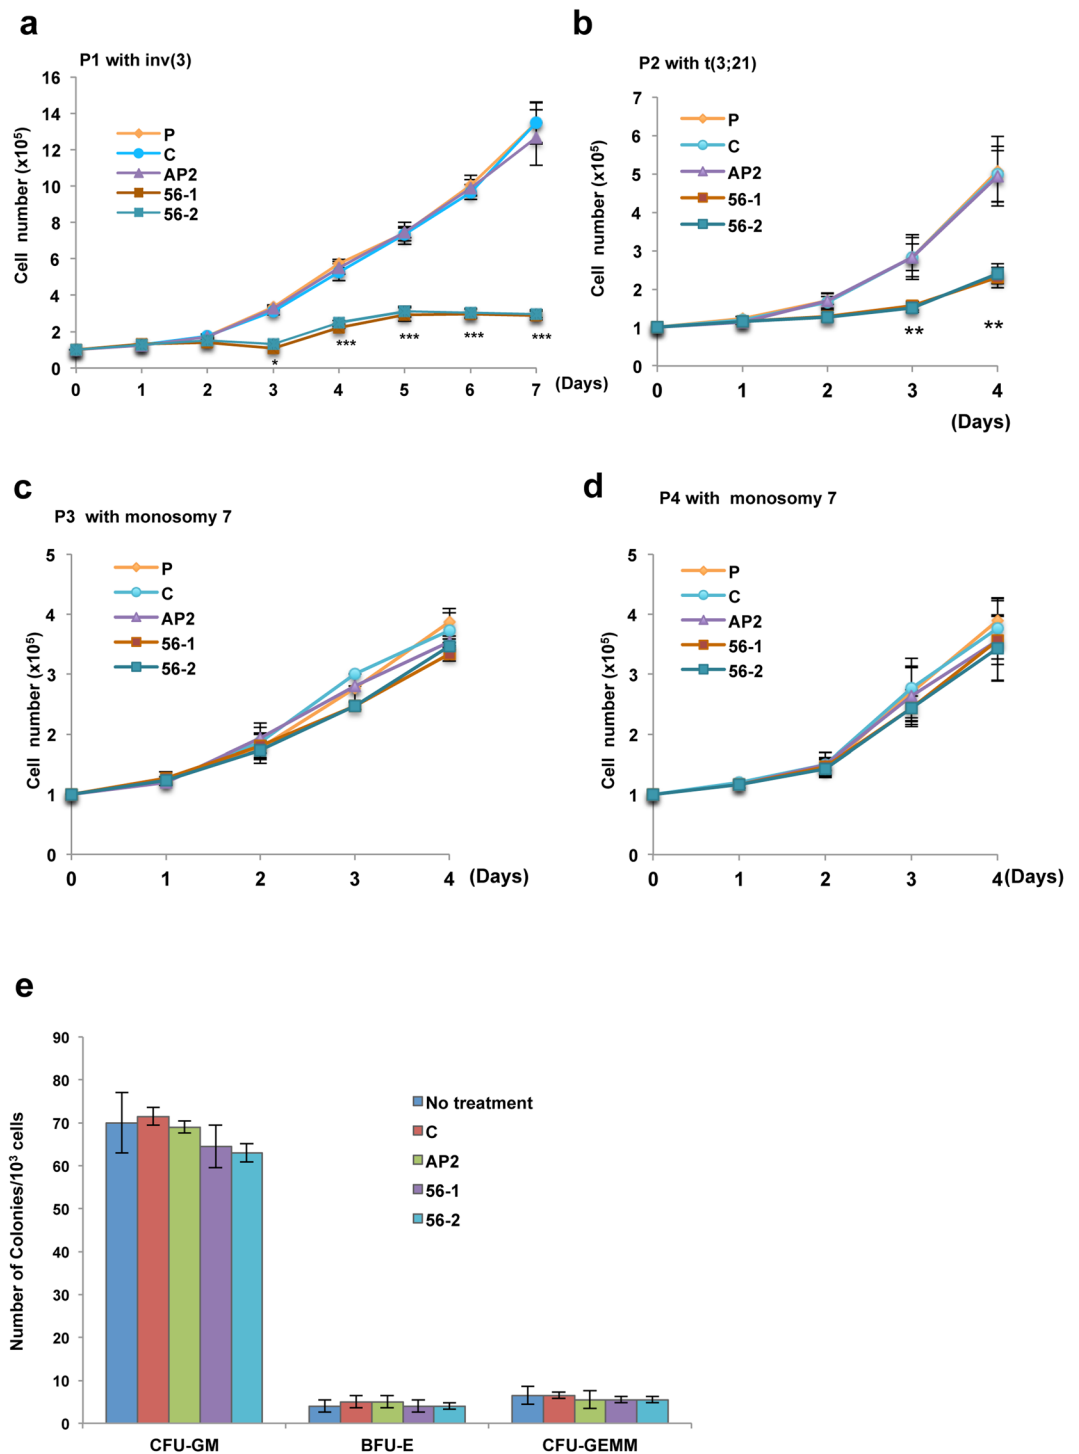 a
P1 with inv(3)
Cell number (x10⁵)
16
14
12
10
8
6
4
2
0
P
C
AP2
56-1
56-2
*
***
***
***
***
0 1 2 3 4 5 6 7 (Days)
b
P2 with t(3;21)
Cell number (x10⁵)
7
6
5
4
3
2
1
0
P
C
AP2
56-1
56-2
** **
0 1 2 3 4
(Days)
c
P3 with monosomy 7
Cell number (x10⁵)
5
4
3
2
1
0
P
C
AP2
56-1
56-2
0 1 2 3 4 (Days)
d
P4 with monosomy 7
Cell number (x10⁵)
5
4
3
2
1
0
P
C
AP2
56-1
56-2
0 1 2 3 4 (Days)
e
Number of Colonies/10³ cells
90
80
70
60
50
40
30
20
10
0
No treatment
C
AP2
56-1
56-2
CFU-GM BFU-E CFU-GEMM